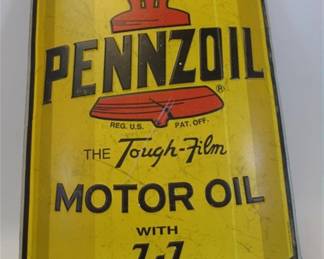 PENNZOIL ®
REG. U.S. PAT. OFF.
THE Tough-Film
MOTOR OIL
WITH